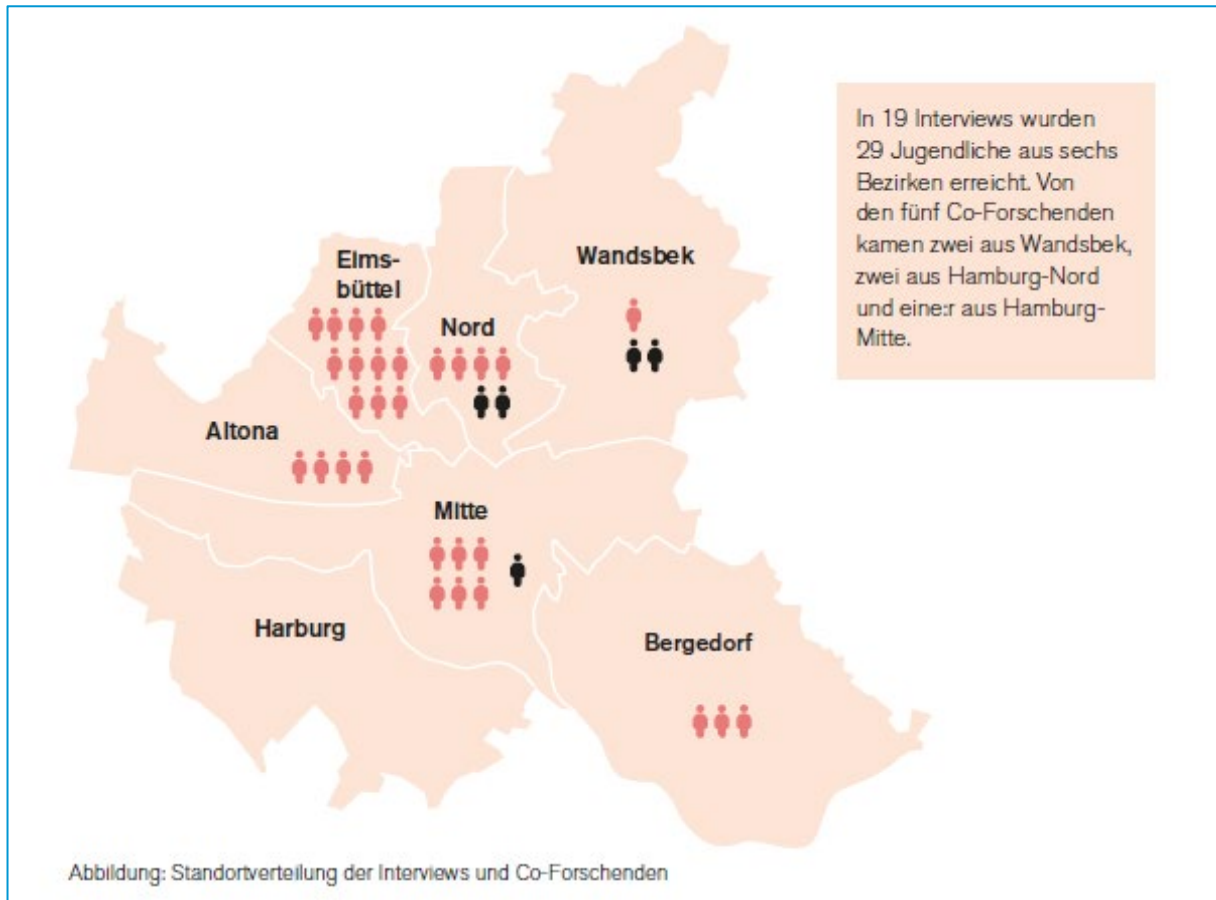 In 19 Interviews wurden
29 Jugendliche aus sechs
Bezirken erreicht. Von
den fünf Co-Forschenden
kamen zwei aus Wandsbek,
zwei aus Hamburg-Nord
und eine:r aus Hamburg-
Mitte.
Wandsbek
Eims-
büttel
Nord
Altona
Mitte
Harburg
Bergedorf
Abbildung: Standortverteilung der Interviews und Co-Forschenden